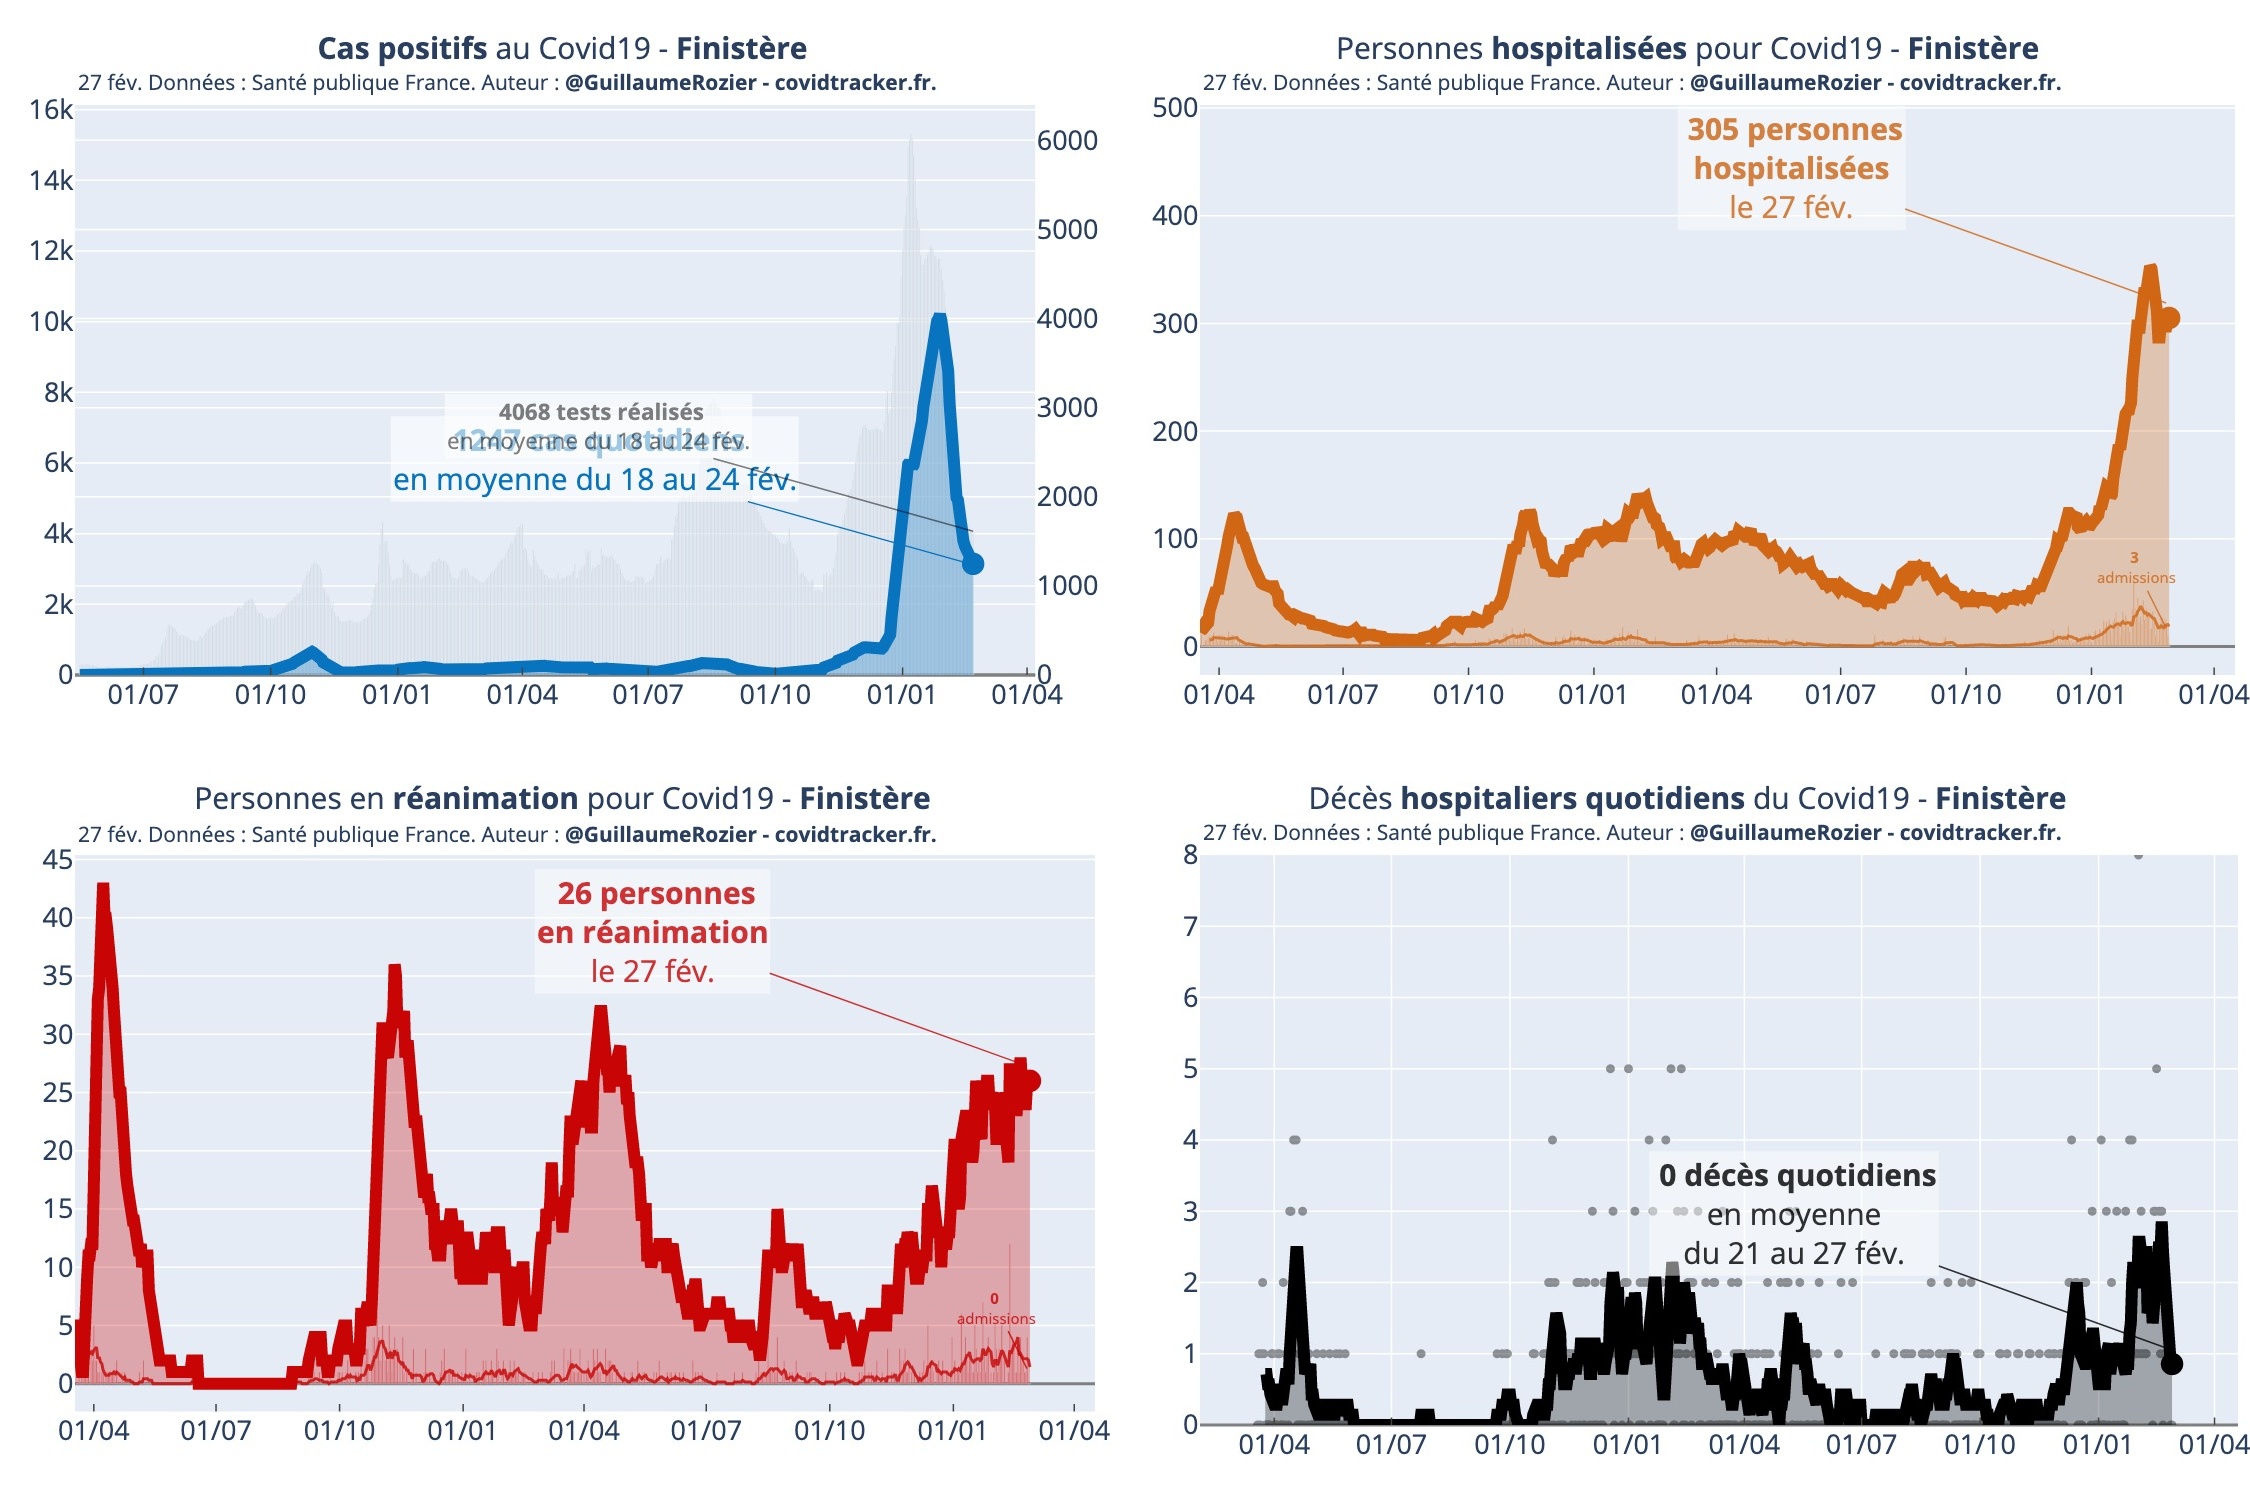 Cas positifs au Covid19 - Finistère
27 fév. Données : Santé publique France. Auteur : @GuillaumeRozier - covidtracker.fr.
16k
14k
12k
10k
8k
6k
4k
2k
0
6000
5000
4000
3000
2000
1000
0
4068 tests réalisés
en moyenne du 18 au 24 fév.
1247 cas quotidiens
en moyenne du 18 au 24 fév.
01/07 01/10 01/01 01/04 01/07 01/10 01/01 01/04
Personnes hospitalisées pour Covid19 - Finistère
27 fév. Données : Santé publique France. Auteur : @GuillaumeRozier - covidtracker.fr.
500
400
300
200
100
0
305 personnes
hospitalisées
le 27 fév.
3
admissions
01/04 01/07 01/10 01/01 01/04 01/07 01/10 01/01 01/04
Personnes en réanimation pour Covid19 - Finistère
27 fév. Données : Santé publique France. Auteur : @GuillaumeRozier - covidtracker.fr.
45
40
35
30
25
20
15
10
5
0
26 personnes
en réanimation
le 27 fév.
0
admissions
01/04 01/07 01/10 01/01 01/04 01/07 01/10 01/01 01/04
Décès hospitaliers quotidiens du Covid19 - Finistère
27 fév. Données : Santé publique France. Auteur : @GuillaumeRozier - covidtracker.fr.
8
7
6
5
4
3
2
1
0
0 décès quotidiens
en moyenne
du 21 au 27 fév.
01/04 01/07 01/10 01/01 01/04 01/07 01/10 01/01 01/04